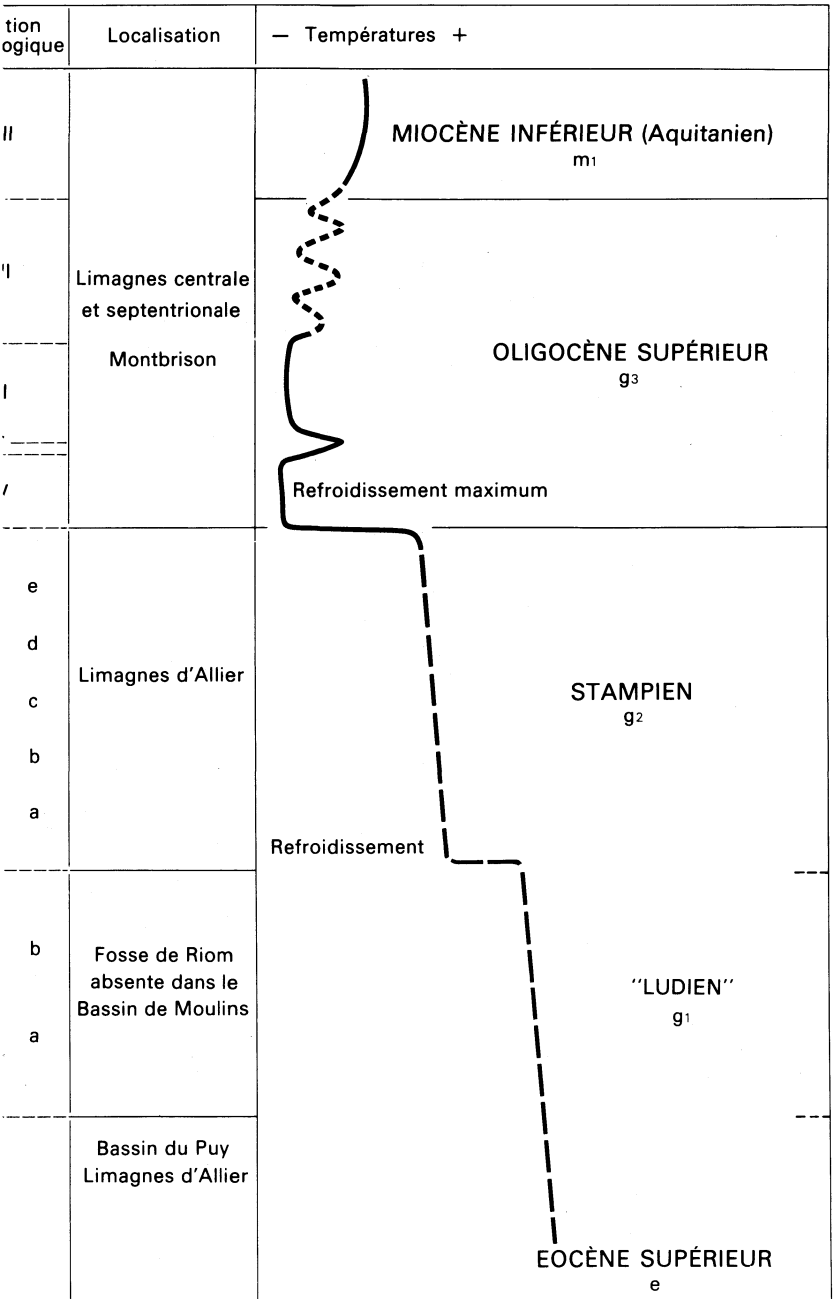 tion
ogique
Localisation
— Températures +
II
MIOCÈNE INFÉRIEUR (Aquitanien)
m1
Limagnes centrale
et septentrionale
Montbrison
OLIGOCÈNE SUPÉRIEUR
g3
Refroidissement maximum
e
d
c
b
a
Limagnes d'Allier
STAMPIEN
g2
Refroidissement
b
a
Fosse de Riom
absente dans le
Bassin de Moulins
"LUDIEN"
g1
Bassin du Puy
Limagnes d'Allier
EOCÈNE SUPÉRIEUR
e